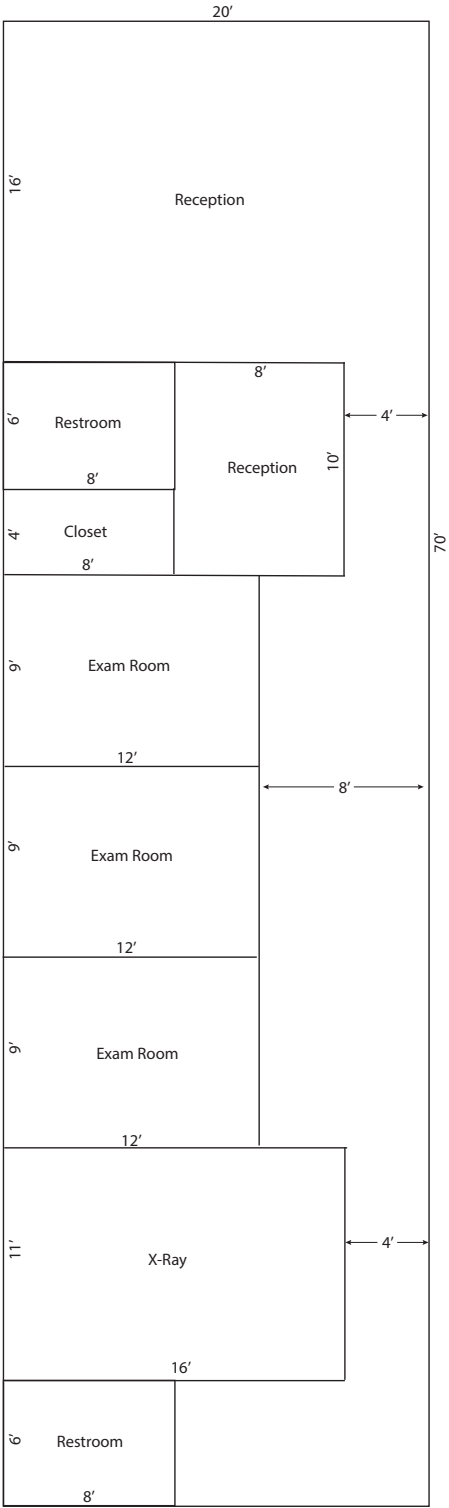 20’
16’
Reception
8’
6’
Restroom
4’
10’
Reception
8’
4’
Closet
8’
70’
9’
Exam Room
12’
8’
9’
Exam Room
12’
9’
Exam Room
12’
11’
X-Ray
4’
16’
6’
Restroom
8’